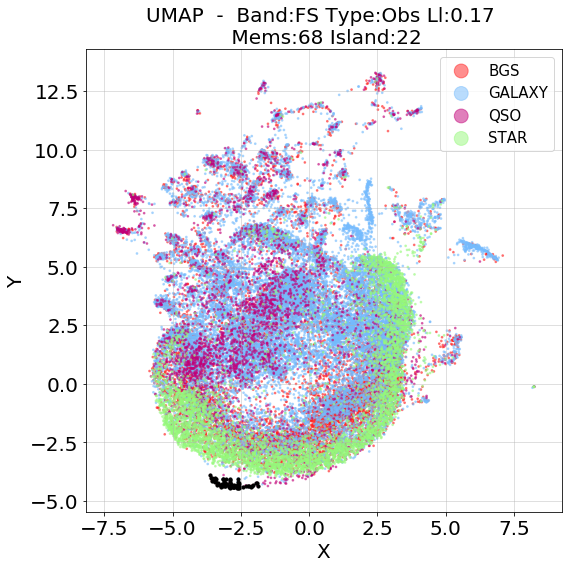 UMAP  -  Band:FS Type:Obs Ll:0.17
Mems:68 Island:22
BGS
GALAXY
QSO
STAR
12.5
10.0
7.5
5.0
2.5
0.0
−2.5
−5.0
Y
−7.5 −5.0 −2.5 0.0 2.5 5.0 7.5
X